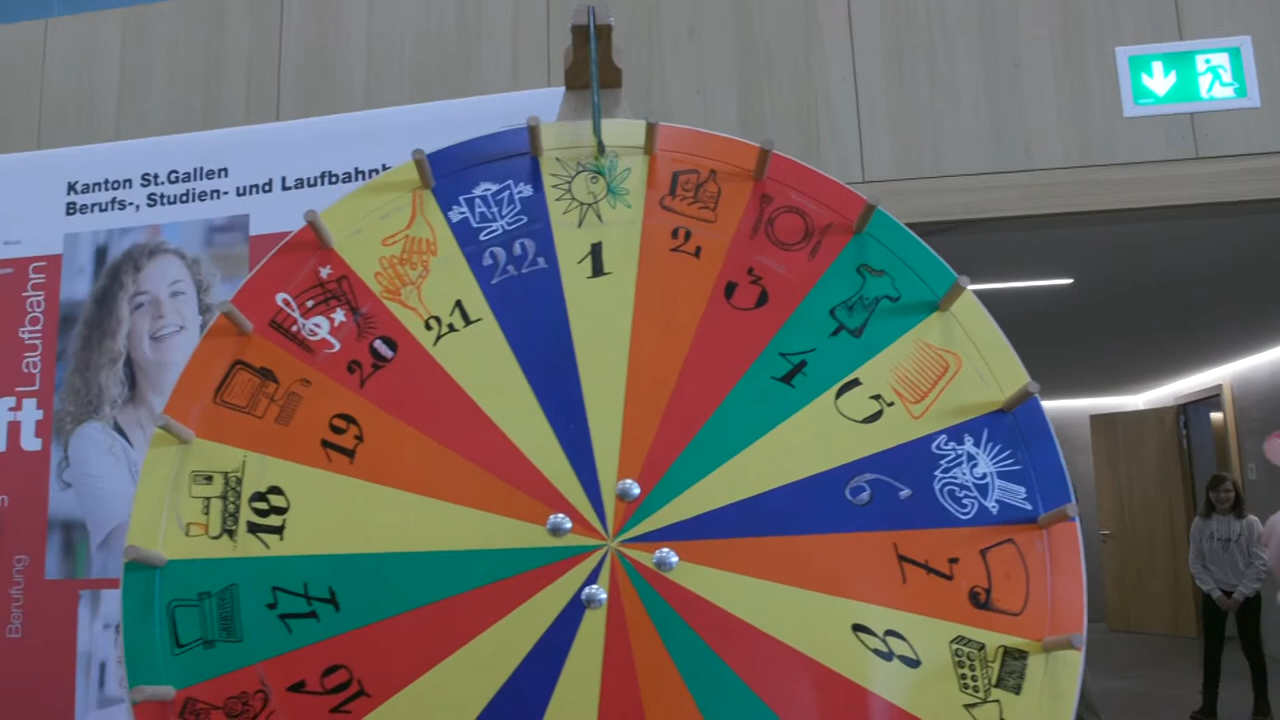 Kanton St.Gallen
Berufs-, Studien- und Laufbahnb
Laufbahn
ft
Berufung
A-Z
22
1
2
3
4
5
6
7
8
16
17
18
19
20
21